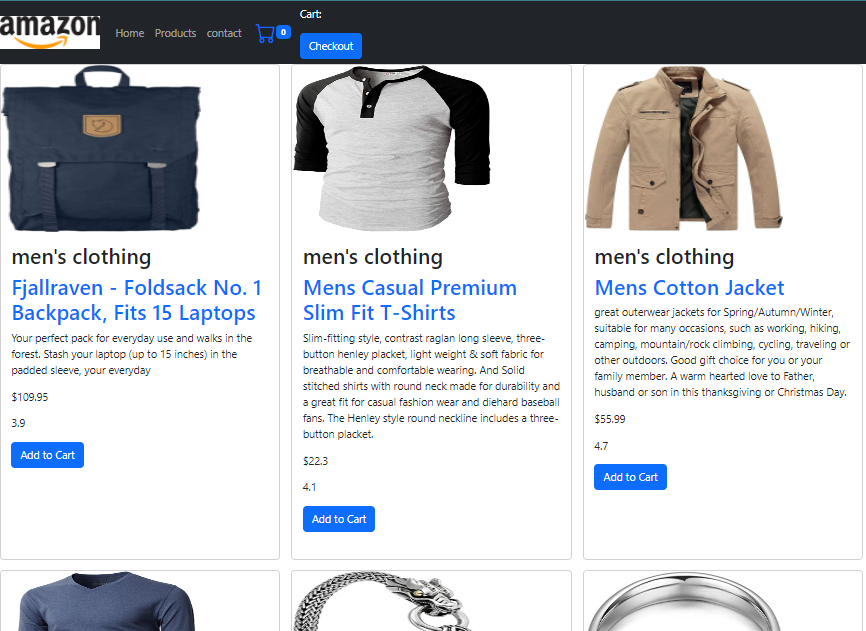 amazon
Home Products contact 0
Cart:
Checkout
men's clothing
Fjallraven - Foldsack No. 1
Backpack, Fits 15 Laptops
Your perfect pack for everyday use and walks in the
forest. Stash your laptop (up to 15 inches) in the
padded sleeve, your everyday
$109.95
3.9
Add to Cart
men's clothing
Mens Casual Premium
Slim Fit T-Shirts
Slim-fitting style, contrast raglan long sleeve, three-
button henley placket, light weight & soft fabric for
breathable and comfortable wearing. And Solid
stitched shirts with round neck made for durability and
a great fit for casual fashion wear and diehard baseball
fans. The Henley style round neckline includes a three-
button placket.
$22.3
4.1
Add to Cart
men's clothing
Mens Cotton Jacket
great outerwear jackets for Spring/Autumn/Winter,
suitable for many occasions, such as working, hiking,
camping, mountain/rock climbing, cycling, traveling or
other outdoors. Good gift choice for you or your
family member. A warm hearted love to Father,
husband or son in this thanksgiving or Christmas Day.
$55.99
4.7
Add to Cart